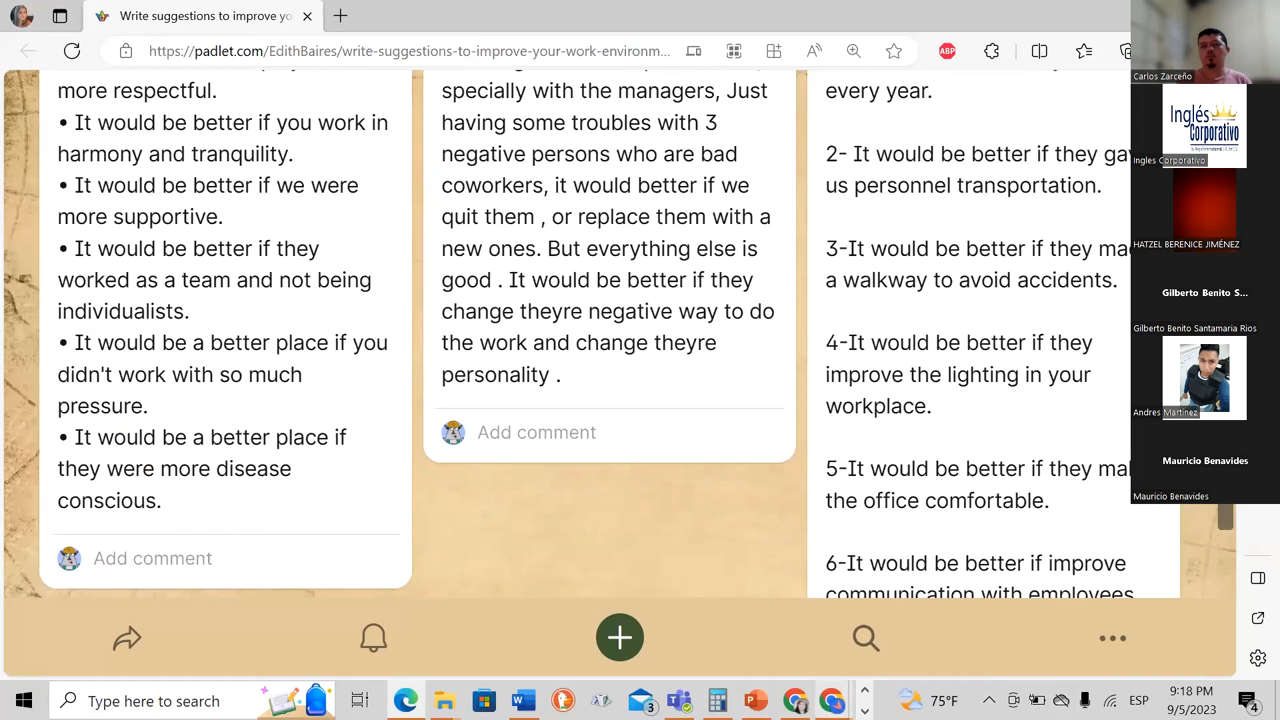 Write suggestions to improve yo
https://padlet.com/EdithBaires/write-suggestions-to-improve-your-work-environm...
ABP
more respectful.
• It would be better if you work in
harmony and tranquility.
• It would be better if we were
more supportive.
• It would be better if they
worked as a team and not being
individualists.
• It would be a better place if you
didn't work with so much
pressure.
• It would be a better place if
they were more disease
conscious.
Add comment
specially with the managers, Just
having some troubles with 3
negative persons who are bad
coworkers, it would better if we
quit them , or replace them with a
new ones. But everything else is
good . It would be better if they
change theyre negative way to do
the work and change theyre
personality .
Add comment
every year.
2- It would be better if they
us personnel transportation.
3-It would be better if they
a walkway to avoid accidents.
4-It would be better if they
improve the lighting in your
workplace.
5-It would be better if they
the office comfortable.
6-It would be better if improve
communication with employees
Carlos Zarceño
Inglés
Corporativo
Ingles Corporativo
HATZEL BERENICE JIMÉNEZ
Gilberto Benito S...
Gilberto Benito Santamaria Rios
Andres Martinez
Mauricio Benavides
Mauricio Benavides
Type here to search
3
75°F
ESP
9:18 PM
9/5/2023
4